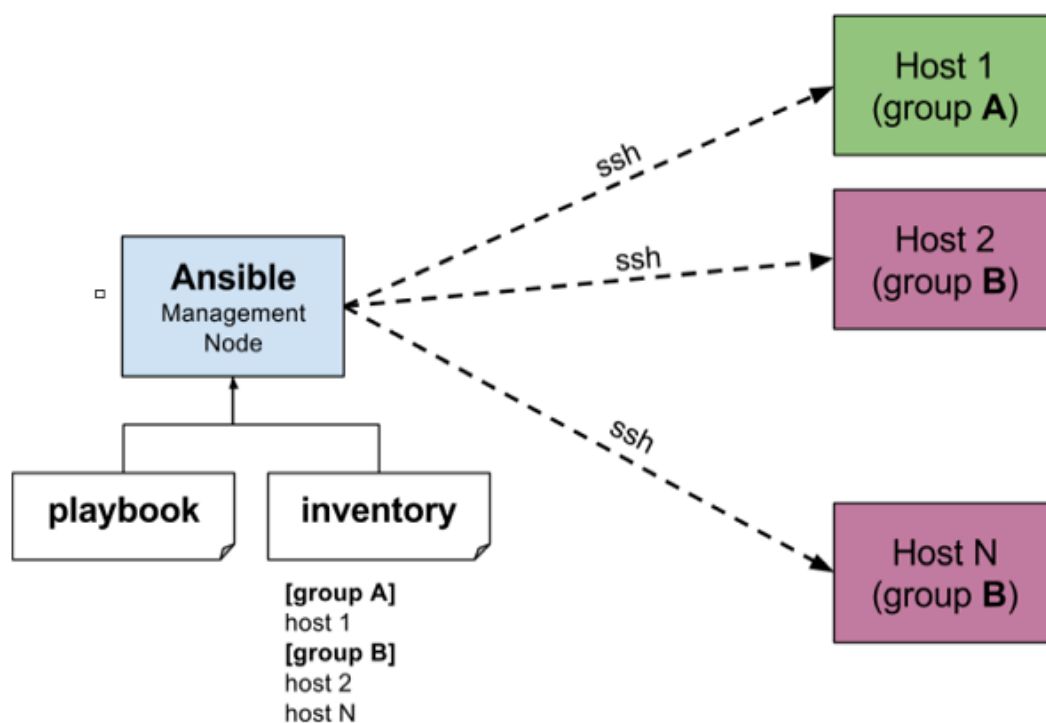 Host 1
(group A)
ssh
Host 2
(group B)
ssh
Ansible
Management
Node
ssh
playbook
inventory
Host N
(group B)
[group A]
host 1
[group B]
host 2
host N